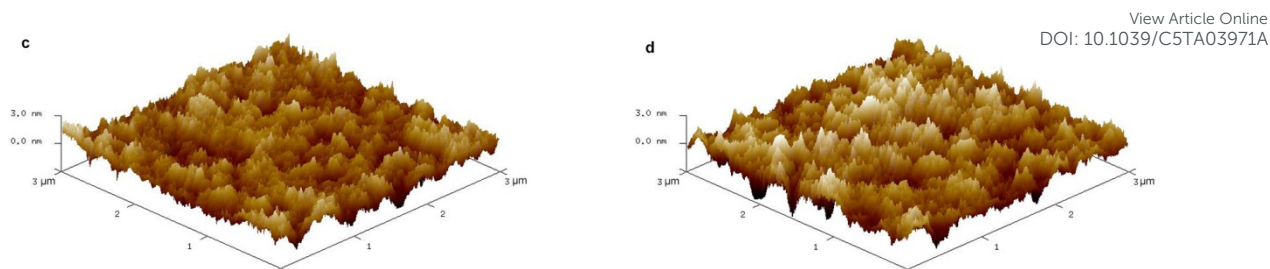 View Article Online
DOI: 10.1039/C5TA03971A
c
3.0 nm
0.0 nm
3 µm
2
1
1
2
3 µm
d
3.0 nm
0.0 nm
3 µm
2
1
1
2
3 µm